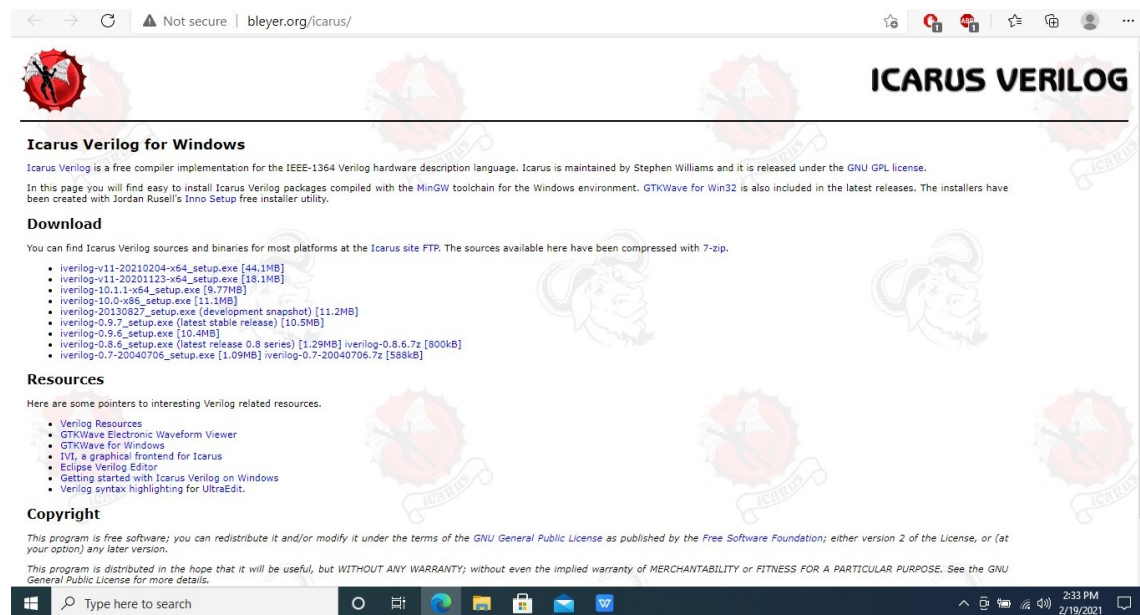 Not secure | bleyer.org/icarus/
ICARUS VERILOG
Icarus Verilog for Windows
Icarus Verilog is a free compiler implementation for the IEEE-1364 Verilog hardware description language. Icarus is maintained by Stephen Williams and it is released under the GNU GPL license.
In this page you will find easy to install Icarus Verilog packages compiled with the MinGW toolchain for the Windows environment. GTKWave for Win32 is also included in the latest releases. The installers have
been created with Jordan Rusell's Inno Setup free installer utility.
Download
You can find Icarus Verilog sources and binaries for most platforms at the Icarus site FTP. The sources available here have been compressed with 7-zip.
iverilog-v11-20210204-x64_setup.exe [44.1MB]
iverilog-v11-20201123-x64_setup.exe [18.1MB]
iverilog-10.1.1-x64_setup.exe [9.77MB]
iverilog-10.0-x86_setup.exe [11.1MB]
iverilog-20130827_setup.exe (development snapshot) [11.2MB]
iverilog-0.9.7_setup.exe (latest stable release) [10.5MB]
iverilog-0.9.6_setup.exe [10.4MB]
iverilog-0.8.6_setup.exe (latest release 0.8 series) [1.29MB] iverilog-0.8.6.7z [800kB]
iverilog-0.7-20040706_setup.exe [1.09MB] iverilog-0.7-20040706.7z [588kB]
Resources
Here are some pointers to interesting Verilog related resources.
Verilog Resources
GTKWave Electronic Waveform Viewer
GTKWave for Windows
IVI, a graphical frontend for Icarus
Eclipse Verilog Editor
Getting started with Icarus Verilog on Windows
Verilog syntax highlighting for UltraEdit.
Copyright
This program is free software; you can redistribute it and/or modify it under the terms of the GNU General Public License as published by the Free Software Foundation; either version 2 of the License, or (at
your option) any later version.
This program is distributed in the hope that it will be useful, but WITHOUT ANY WARRANTY; without even the implied warranty of MERCHANTABILITY or FITNESS FOR A PARTICULAR PURPOSE. See the GNU
General Public License for more details.
Type here to search
2:33 PM
2/19/2021